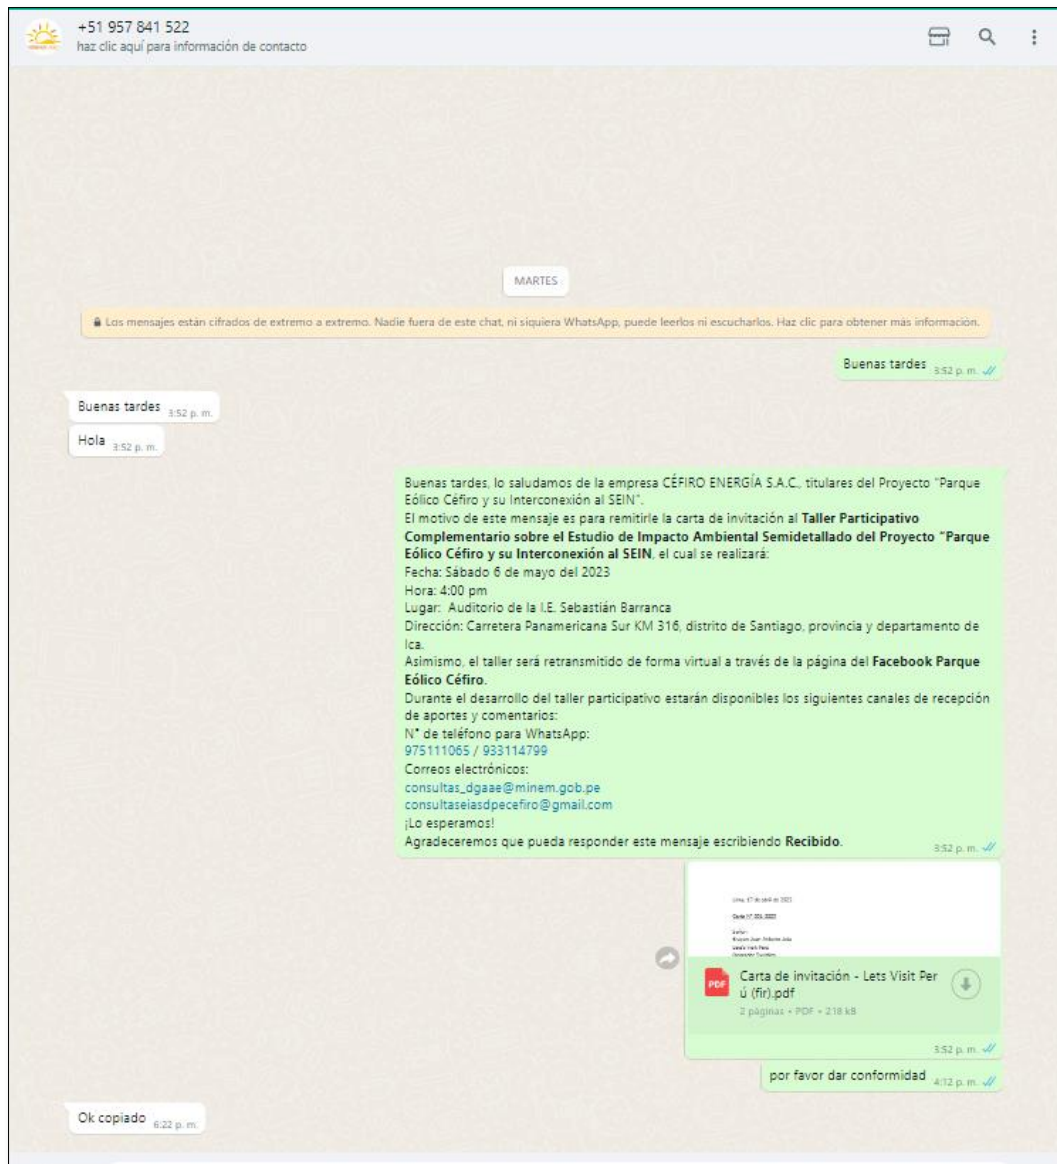 +51 957 841 522
haz clic aquí para información de contacto
MARTES
Los mensajes están cifrados de extremo a extremo. Nadie fuera de este chat, ni siquiera WhatsApp, puede leerlos ni escucharlos. Haz clic para obtener más información.
Buenas tardes 3:52 p. m.
Buenas tardes 3:52 p. m.
Hola 3:52 p. m.
Buenas tardes, lo saludamos de la empresa CÉFIRO ENERGÍA S.A.C., titulares del Proyecto "Parque
Eólico Céfiro y su Interconexión al SEIN".
El motivo de este mensaje es para remitirle la carta de invitación al Taller Participativo
Complementario sobre el Estudio de Impacto Ambiental Semidetallado del Proyecto "Parque
Eólico Céfiro y su Interconexión al SEIN, el cual se realizará:
Fecha: Sábado 6 de mayo del 2023
Hora: 4:00 pm
Lugar: Auditorio de la I.E. Sebastián Barranca
Dirección: Carretera Panamericana Sur KM 316, distrito de Santiago, provincia y departamento de
Ica.
Asimismo, el taller será retransmitido de forma virtual a través de la página del Facebook Parque
Eólico Céfiro.
Durante el desarrollo del taller participativo estarán disponibles los siguientes canales de recepción
de aportes y comentarios:
N° de teléfono para WhatsApp:
975111065 / 933114799
Correos electrónicos:
consultas_dgaae@minem.gob.pe
consultaseiasdpecefiro@gmail.com
¡Lo esperamos!
Agradeceremos que pueda responder este mensaje escribiendo Recibido. 3:52 p. m.
PDF
Carta de invitación - Lets Visit Per
ú (fir).pdf
2 páginas • PDF • 218 kB
3:52 p. m.
por favor dar conformidad 4:12 p. m.
Ok copiado 6:22 p. m.